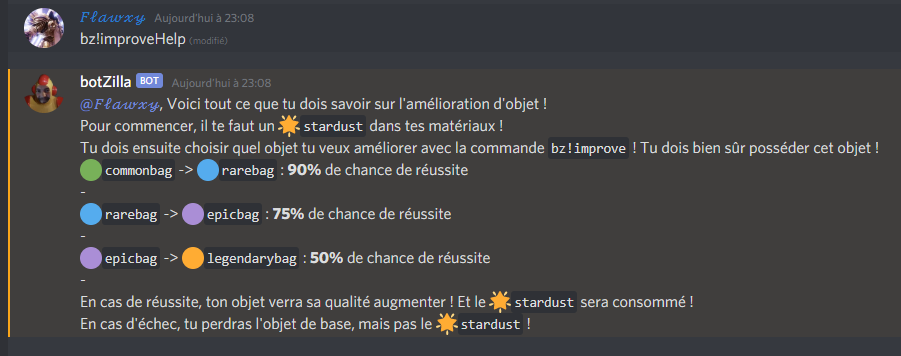 Flawxy Aujourd'hui à 23:08
bz!improveHelp (modifié)
botZilla BOT Aujourd'hui à 23:08
@Flawxy, Voici tout ce que tu dois savoir sur l'amélioration d'objet !
Pour commencer, il te faut un stardust dans tes matériaux !
Tu dois ensuite choisir quel objet tu veux améliorer avec la commande bz!improve ! Tu dois bien sûr posséder cet objet !
commonbag -> rarebag : 90% de chance de réussite
-
rarebag -> epicbag : 75% de chance de réussite
-
epicbag -> legendarybag : 50% de chance de réussite
-
En cas de réussite, ton objet verra sa qualité augmenter ! Et le stardust sera consommé !
En cas d'échec, tu perdras l'objet de base, mais pas le stardust !